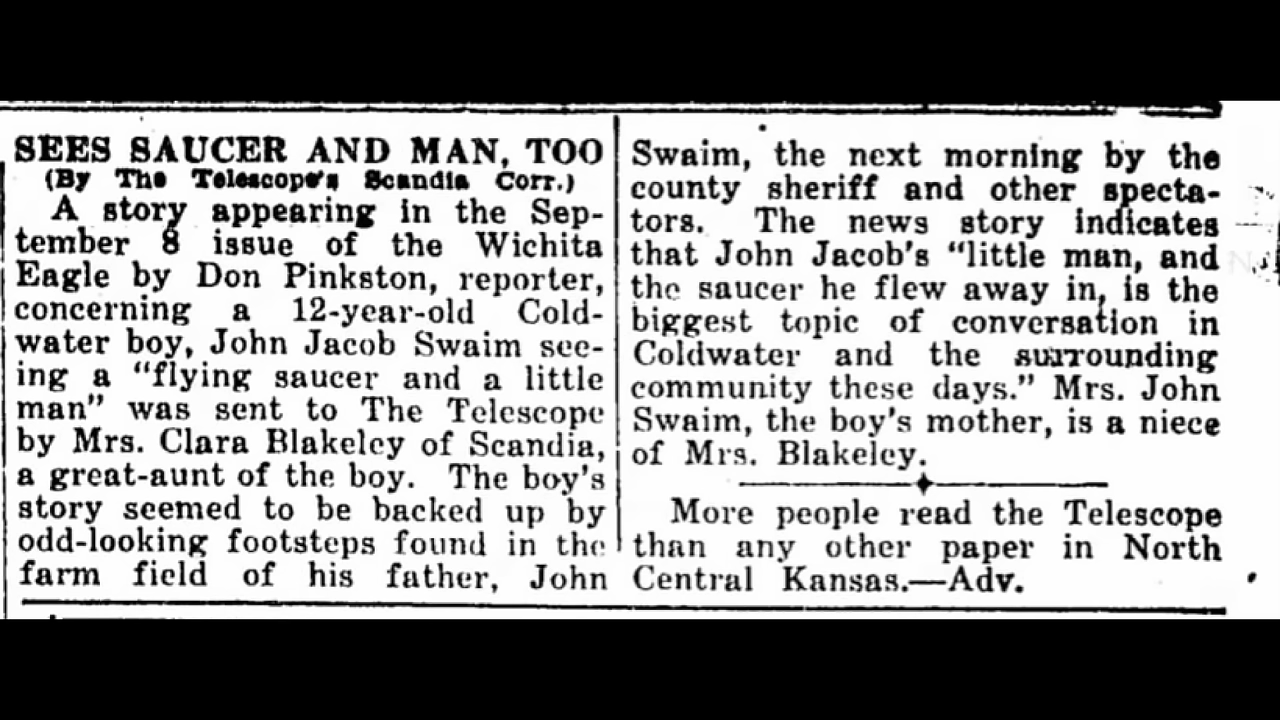 SEES SAUCER AND MAN, TOO
(By The Telescope's Scandia Corr.)
A story appearing in the Sep-
tember 8 issue of the Wichita
Eagle by Don Pinkston, reporter,
concerning a 12-year-old Cold-
water boy, John Jacob Swaim see-
ing a "flying saucer and a little
man" was sent to The Telescope
by Mrs. Clara Blakeley of Scandia,
a great-aunt of the boy. The boy's
story seemed to be backed up by
odd-looking footsteps found in the
farm field of his father, John
Swaim, the next morning by the
county sheriff and other specta-
tors. The news story indicates
that John Jacob's "little man, and
the saucer he flew away in, is the
biggest topic of conversation in
Coldwater and the surrounding
community these days." Mrs. John
Swaim, the boy's mother, is a niece
of Mrs. Blakeley.
More people read the Telescope
than any other paper in North
Central Kansas.—Adv.